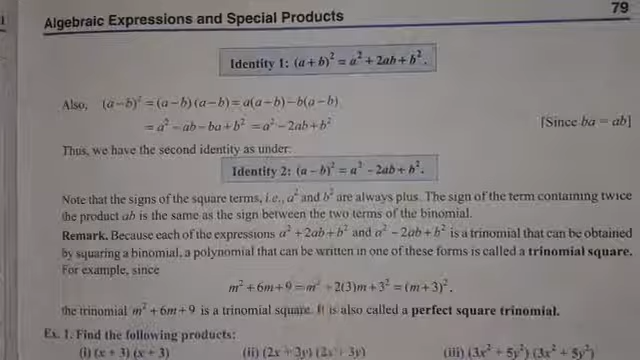 Algebraic Expressions and Special Products
79
Identity 1: (a+b)² = a² + 2ab + b².
Also, (a−b)² = (a−b)(a−b) = a(a−b) − b(a−b)
= a² − ab − ba + b² = a² − 2ab + b² [Since ba = ab]
Thus, we have the second identity as under:
Identity 2: (a−b)² = a² − 2ab + b².
Note that the signs of the square terms, i.e., a² and b² are always plus. The sign of the term containing twice
the product ab is the same as the sign between the two terms of the binomial.
Remark. Because each of the expressions a² + 2ab + b² and a² − 2ab + b² is a trinomial that can be obtained
by squaring a binomial, a polynomial that can be written in one of these forms is called a trinomial square.
For example, since
m² + 6m + 9 = m² + 2(3)m + 3² = (m+3)².
the trinomial m² + 6m + 9 is a trinomial square. It is also called a perfect square trinomial.
Ex. 1. Find the following products:
(i) (x + 3) (x + 3) (ii) (2x + 3y) (2x + 3y) (iii) (3x² + 5y²) (3x² + 5y²)